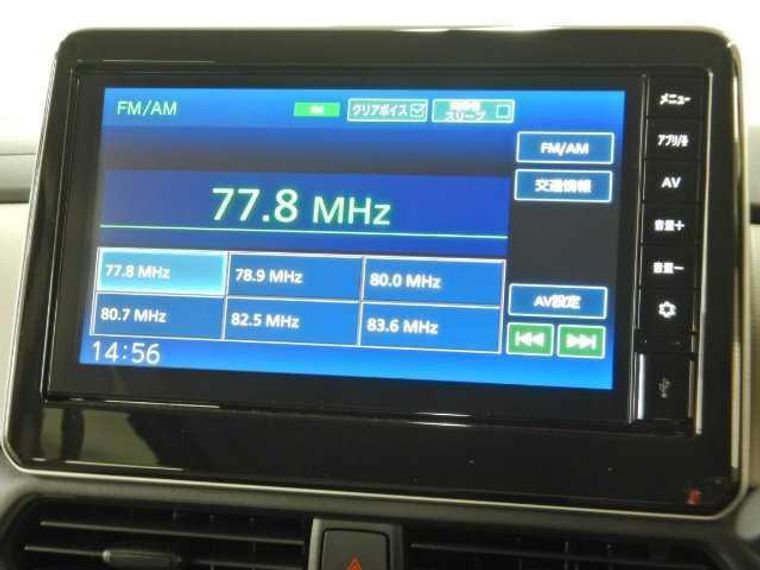 FM/AM
クリアボイス
スリープ
FM/AM
交通情報
77.8 MHz
77.8 MHz 78.9 MHz 80.0 MHz
80.7 MHz 82.5 MHz 83.6 MHz
AV設定
14:56
メニュー
アプリ/
AV
音量+
音量-